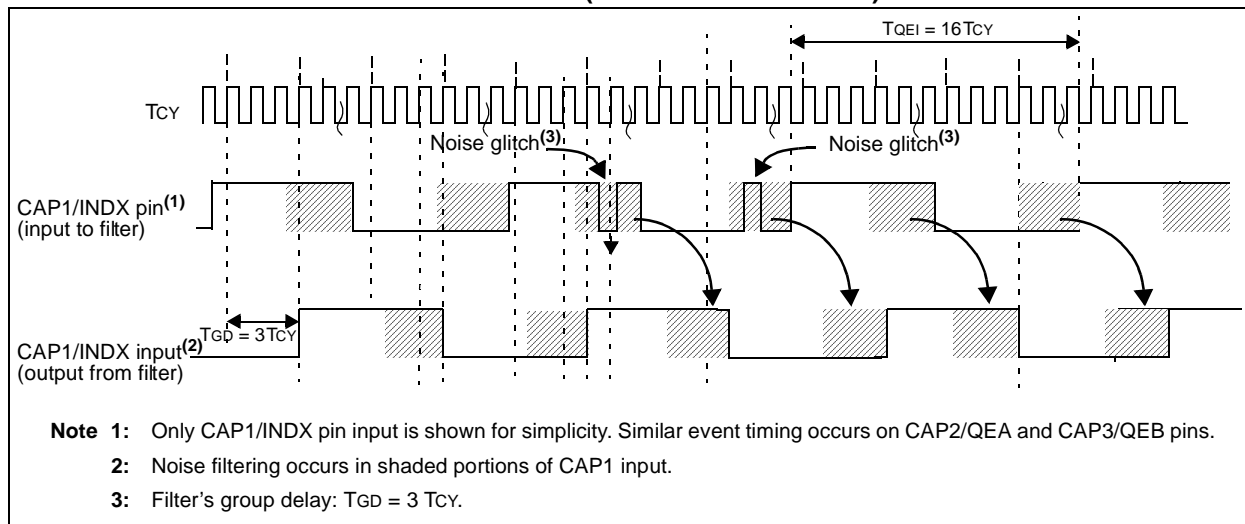 TQEI = 16TCY
TCY
Noise glitch(3)
Noise glitch(3)
CAP1/INDX pin(1)
(input to filter)
TGD = 3TCY
CAP1/INDX input(2)
(output from filter)
Note 1: Only CAP1/INDX pin input is shown for simplicity. Similar event timing occurs on CAP2/QEA and CAP3/QEB pins.
2: Noise filtering occurs in shaded portions of CAP1 input.
3: Filter's group delay: TGD = 3 TCY.